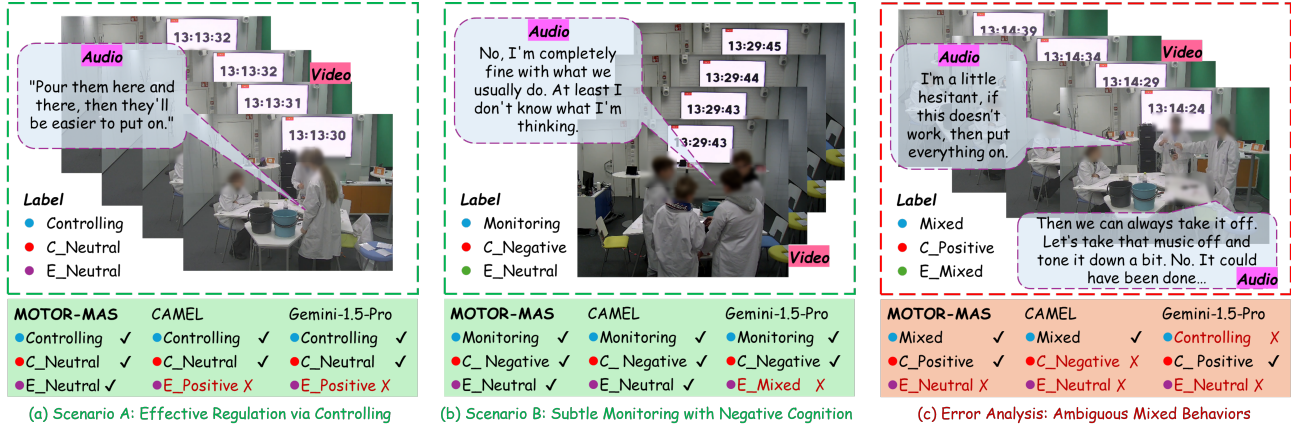 13:13:32
13:13:32
13:13:31
13:13:30
Audio
Video
"Pour them here and
there, then they'll
be easier to put on."
Label
Controlling
C_Neutral
E_Neutral
MOTOR-MAS CAMEL Gemini-1.5-Pro
Controlling ✓ Controlling ✓ Controlling ✓
C_Neutral ✓ C_Neutral ✓ C_Neutral ✓
E_Neutral ✓ E_Positive ✗ E_Positive ✗
(a) Scenario A: Effective Regulation via Controlling
Audio
No, I'm completely
fine with what we
usually do. At least I
don't know what I'm
thinking.
13:29:45
13:29:44
13:29:43
13:29:43
Video
Label
Monitoring
C_Negative
E_Neutral
MOTOR-MAS CAMEL Gemini-1.5-Pro
Monitoring ✓ Monitoring ✓ Monitoring ✓
C_Negative ✓ C_Negative ✓ C_Negative ✓
E_Neutral ✓ E_Neutral ✓ E_Mixed ✗
(b) Scenario B: Subtle Monitoring with Negative Cognition
13:14:39
13:14:34
13:14:29
13:14:24
Audio
Video
I'm a little
hesitant, if
this doesn't
work, then put
everything on.
Label
Mixed
C_Positive
E_Mixed
Then we can always take it off.
Let's take that music off and
tone it down a bit. No. It could
have been done...
Audio
MOTOR-MAS CAMEL Gemini-1.5-Pro
Mixed ✓ Mixed ✓ Controlling ✗
C_Positive ✓ C_Negative ✗ C_Positive ✓
E_Neutral ✗ E_Neutral ✗ E_Neutral ✗
(c) Error Analysis: Ambiguous Mixed Behaviors